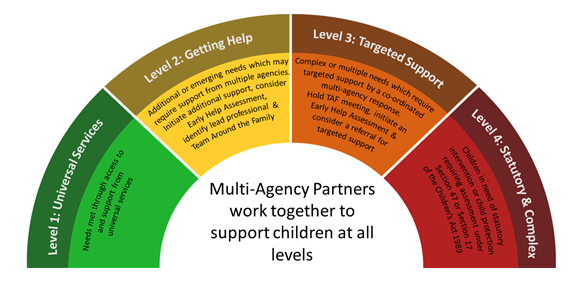 Level 1: Universal Services
Needs met through access to
and support from
universal services
Level 2: Getting Help
Additional or emerging needs which may
require support from multiple agencies.
Initiate additional support, consider
Early Help Assessment,
identify lead professional &
Team Around the Family
Level 3: Targeted Support
Complex or multiple needs which require
targeted support by a co-ordinated
multi-agency response.
Hold TAF meeting, initiate an
Early Help Assessment &
consider a referral for
targeted support
Level 4: Statutory & Complex
Children in need of statutory
intervention or child protection
requiring assessment under
Section 47 or Section 17
of the Children's Act 1989
Multi-Agency Partners
work together to
support children at all
levels